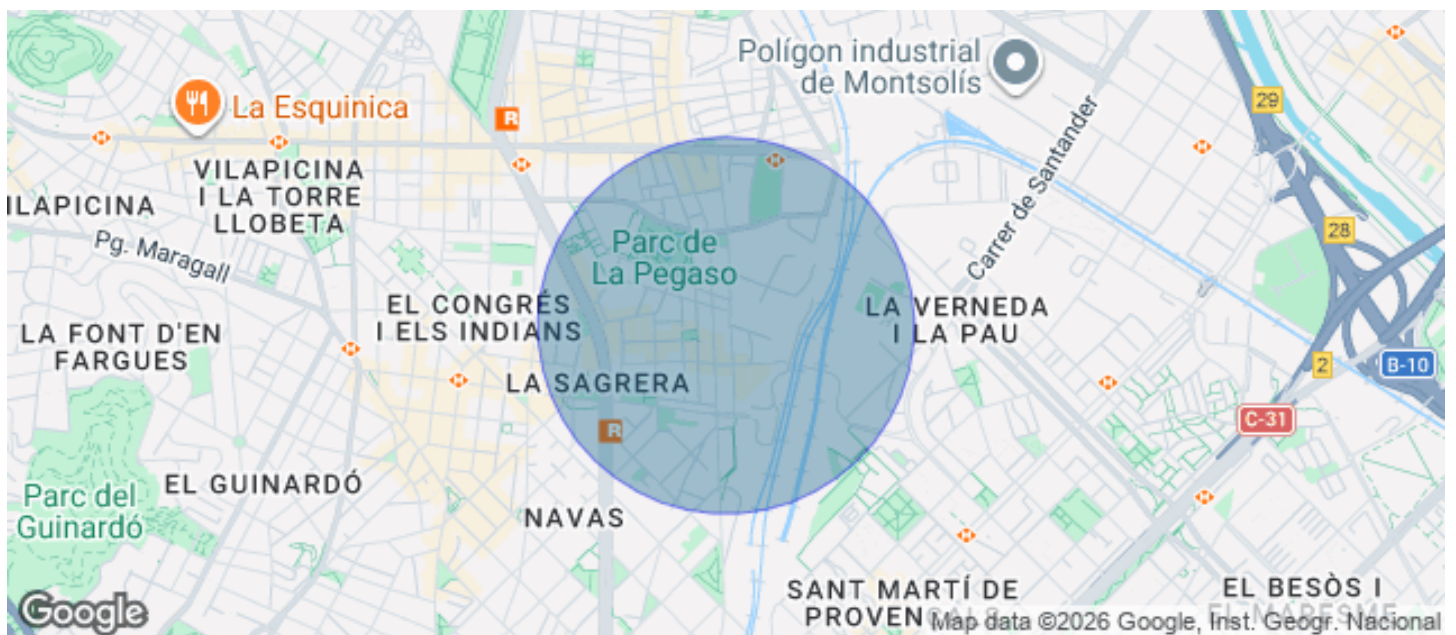 Polígon industrial
de Montsolís
29
La Esquinica
R
VILAPICINA
I LA TORRE
LLOBETA
Carrer de Santander
ILAPICINA
Pg. Maragall
28
Parc de
La Pegaso
EL CONGRÉS
I ELS INDIANS
LA VERNEDA
I LA PAU
LA FONT D'EN
FARGUES
2
B-10
LA SAGRERA
C-31
R
EL GUINARDÓ
Parc del
Guinardó
NAVAS
SANT MARTÍ DE
PROVENÇALS
EL BESÒS I
EL MARESME
Google
Map data ©2026 Google, Inst. Geogr. Nacional